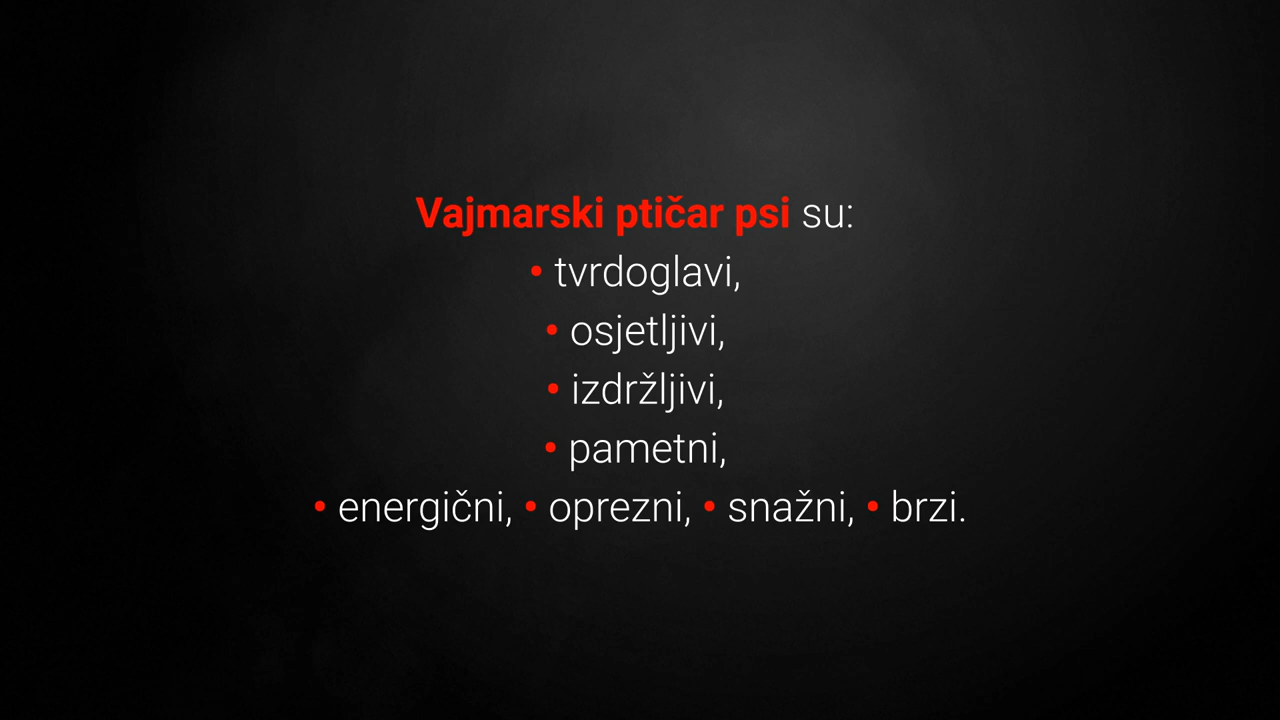 Vajmarski ptičar psi su:
• tvrdoglavi,
• osjetljivi,
• izdržljivi,
• pametni,
• energični, • oprezni, • snažni, • brzi.